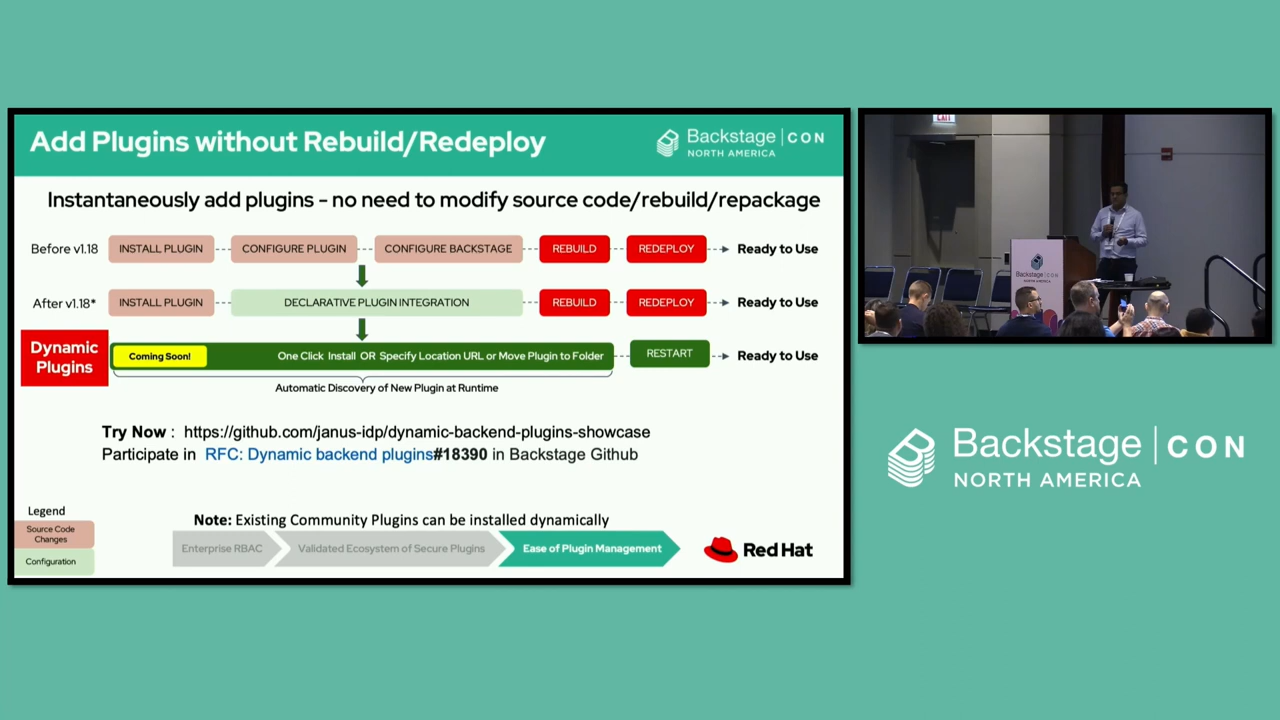 Add Plugins without Rebuild/Redeploy
Backstage | CON
NORTH AMERICA
Instantaneously add plugins - no need to modify source code/rebuild/repackage
Before v1.18
INSTALL PLUGIN
CONFIGURE PLUGIN
CONFIGURE BACKSTAGE
REBUILD
REDEPLOY
Ready to Use
After v1.18*
INSTALL PLUGIN
DECLARATIVE PLUGIN INTEGRATION
REBUILD
REDEPLOY
Ready to Use
Dynamic
Plugins
Coming Soon!
One Click Install OR Specify Location URL or Move Plugin to Folder
RESTART
Ready to Use
Automatic Discovery of New Plugin at Runtime
Try Now : https://github.com/janus-idp/dynamic-backend-plugins-showcase
Participate in RFC: Dynamic backend plugins#18390 in Backstage Github
Legend
Source Code
Changes
Configuration
Note: Existing Community Plugins can be installed dynamically
Enterprise RBAC
Validated Ecosystem of Secure Plugins
Ease of Plugin Management
Red Hat
EXIT
Backstage | CON
NORTH AMERICA
Backstage | CON
NORTH AMERICA